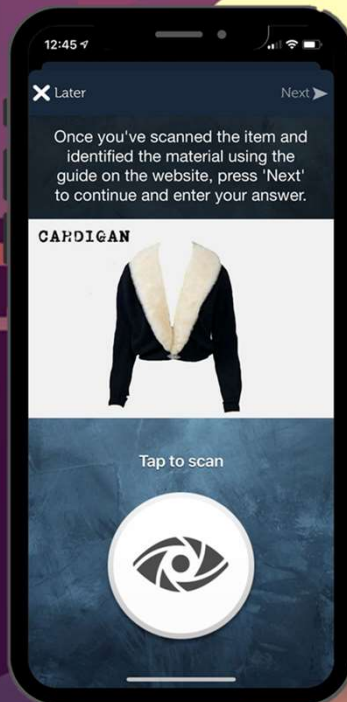 12:45
Later
Next
Once you've scanned the item and
identified the material using the
guide on the website, press 'Next'
to continue and enter your answer.
CARDIGAN
Tap to scan